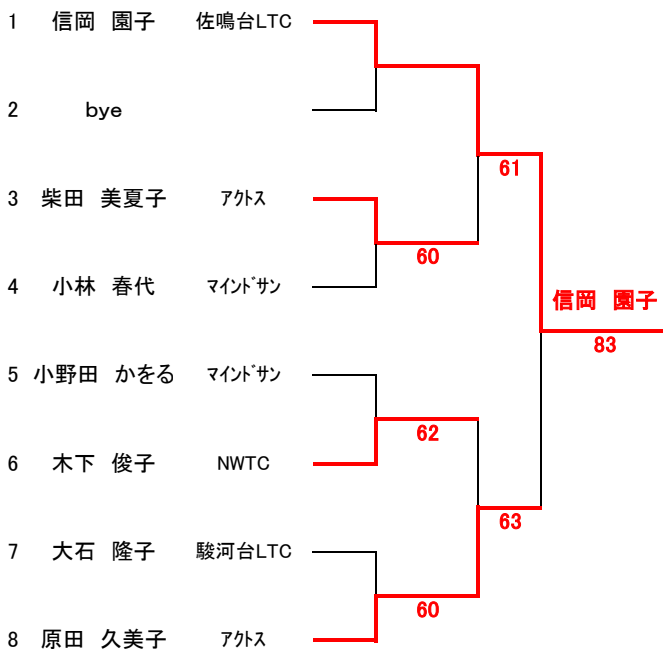 1 信岡 園子 佐鳴台LTC
2 bye
61
3 柴田 美夏子 アクトス
60
4 小林 春代 マインドサン
信岡 園子
83
5 小野田 かをる マインドサン
62
6 木下 俊子 NWTC
63
7 大石 隆子 駿河台LTC
60
8 原田 久美子 アクトス